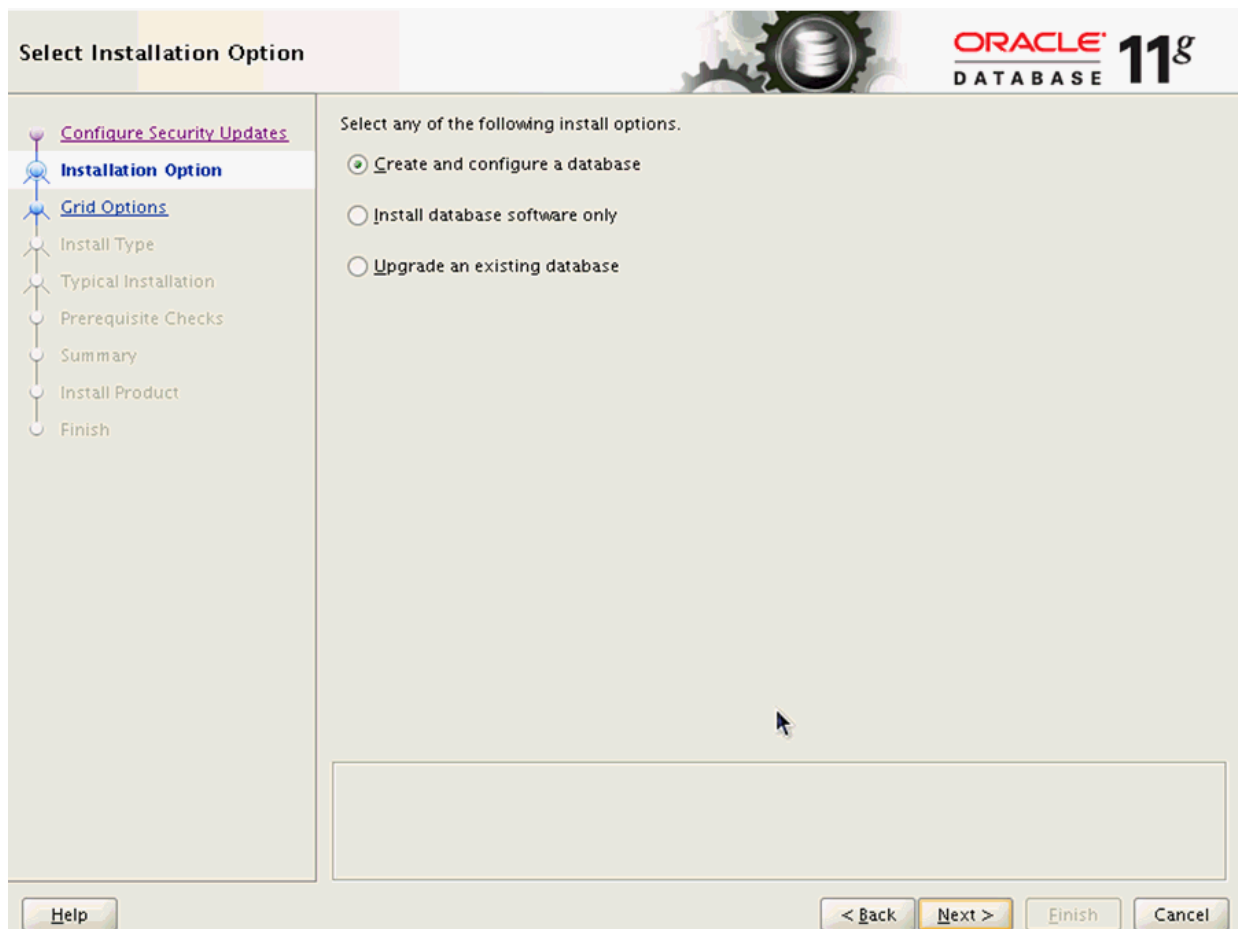 Select Installation Option
ORACLE
DATABASE
11g
Configure Security Updates
Installation Option
Grid Options
Install Type
Typical Installation
Prerequisite Checks
Summary
Install Product
Finish
Select any of the following install options.
Create and configure a database
Install database software only
Upgrade an existing database
Help
< Back
Next >
Finish
Cancel